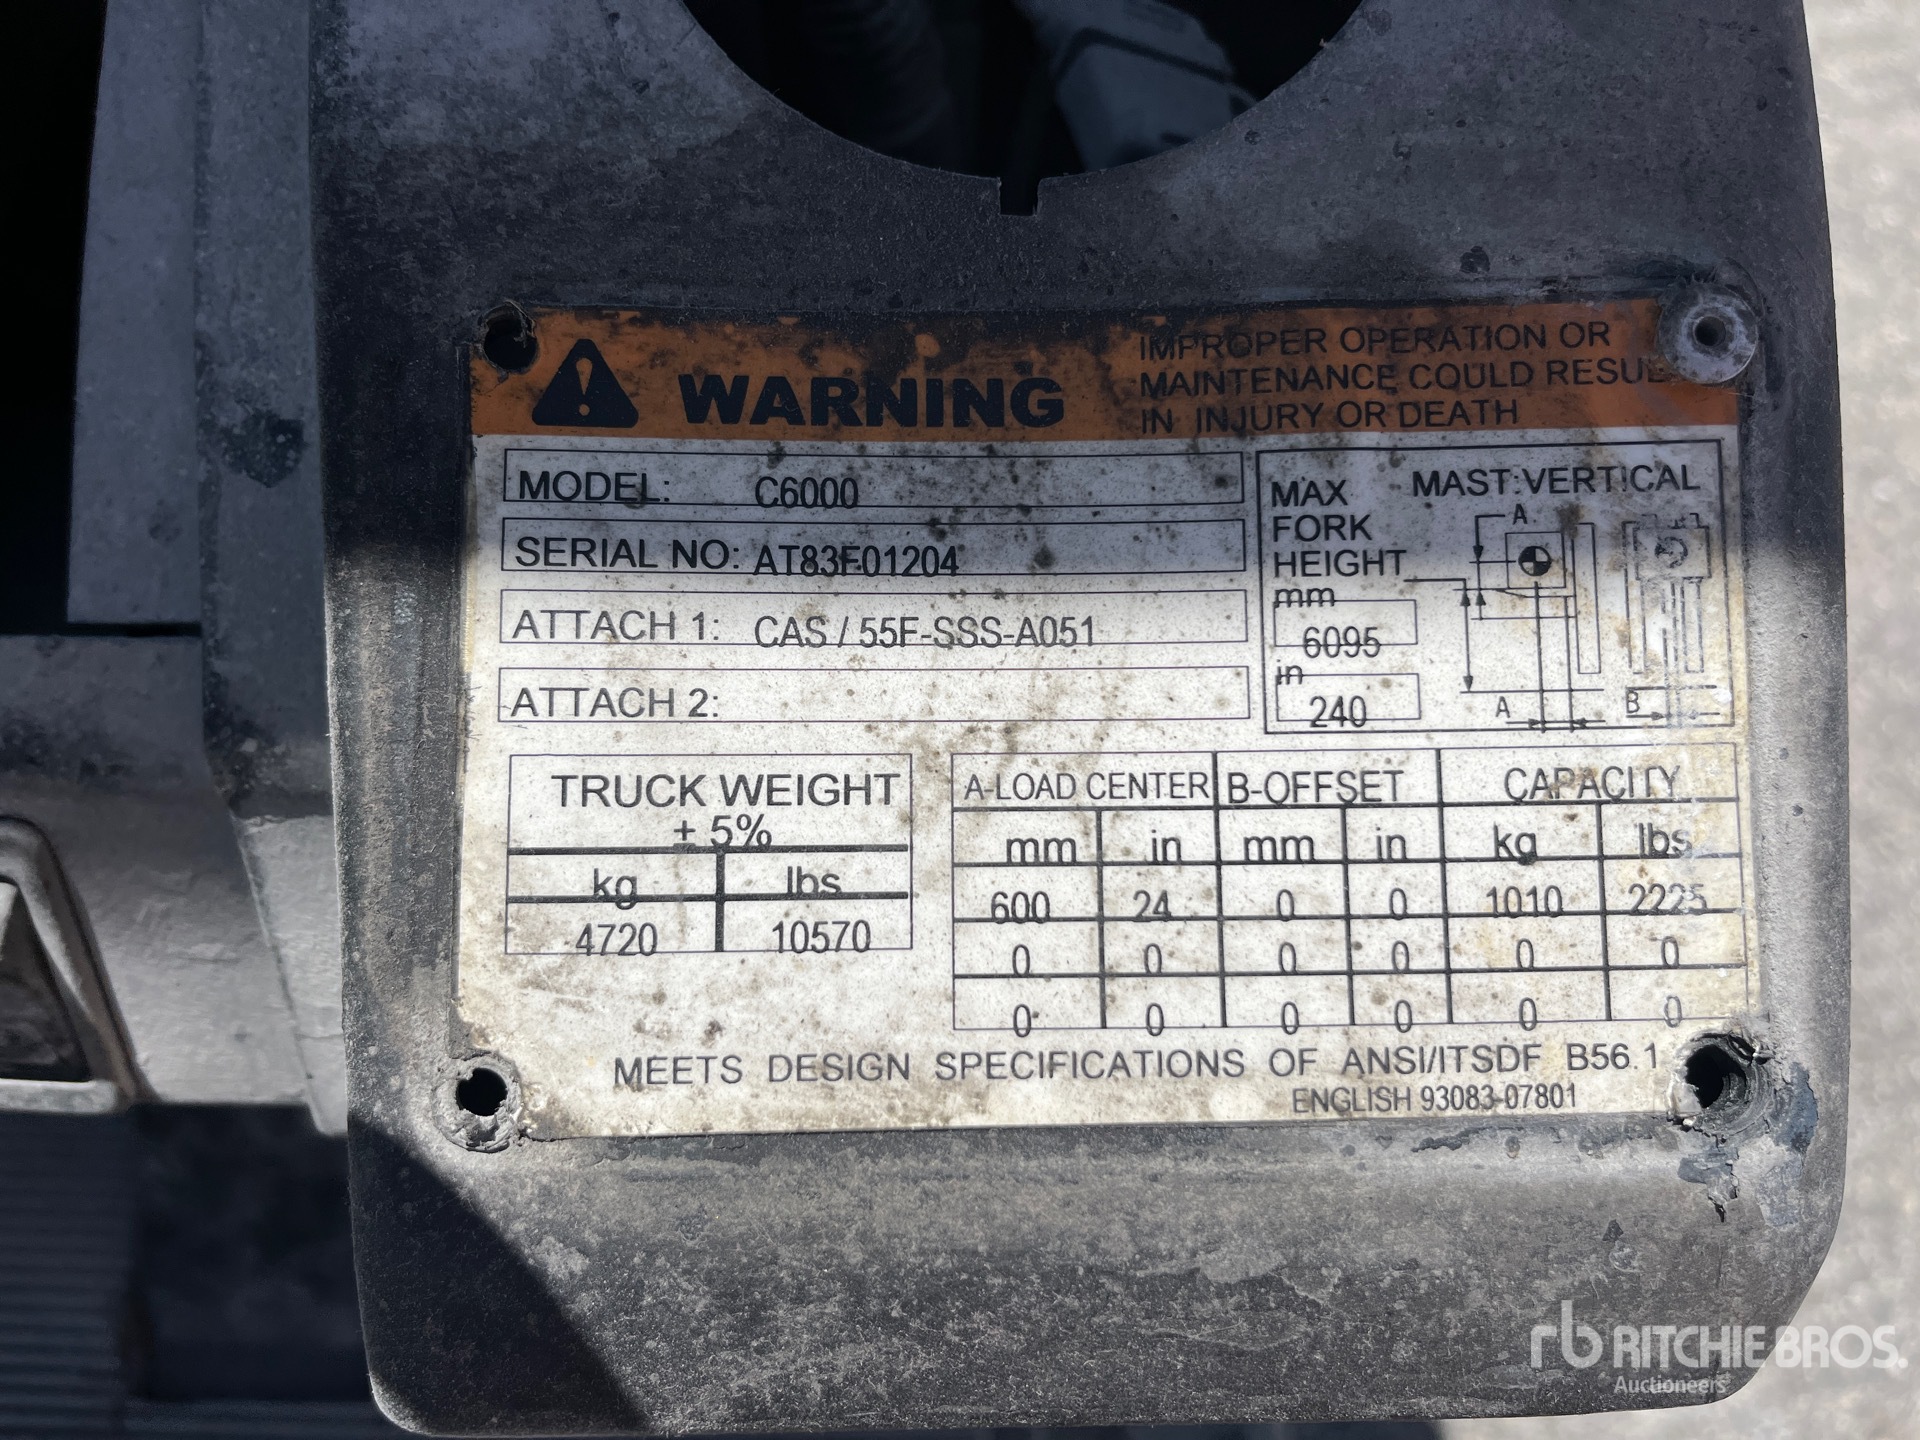 WARNING
IMPROPER OPERATION OR
MAINTENANCE COULD
IN INJURY OR DEATH
MODEL: C6000
SERIAL NO: AT83F01204
ATTACH 1: CAS / 55F-SSS-A051
ATTACH 2:
MAX FORK HEIGHT
MAST:VERTICAL
mm
6095
in
240
A
A
B
TRUCK WEIGHT
± 5%
kg lbs
4720 10570
A-LOAD CENTER B-OFFSET CAPACITY
mm in mm in kg lbs
600 24 0 0 1010 2225
0 0 0 0 0 0
0 0 0 0 0 0
MEETS DESIGN SPECIFICATIONS OF ANSI/ITSDF B56.1
ENGLISH 93083-07801
rb RITCHIE BROS.
Auctioneers